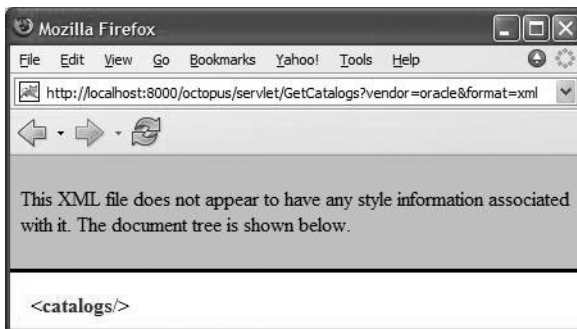 Mozilla Firefox
File Edit View Go Bookmarks Yahoo! Tools Help
http://localhost:8000/octopus/servlet/GetCatalogs?vendor=oracle&format=xml
This XML file does not appear to have any style information associated
with it. The document tree is shown below.
<catalogs/>